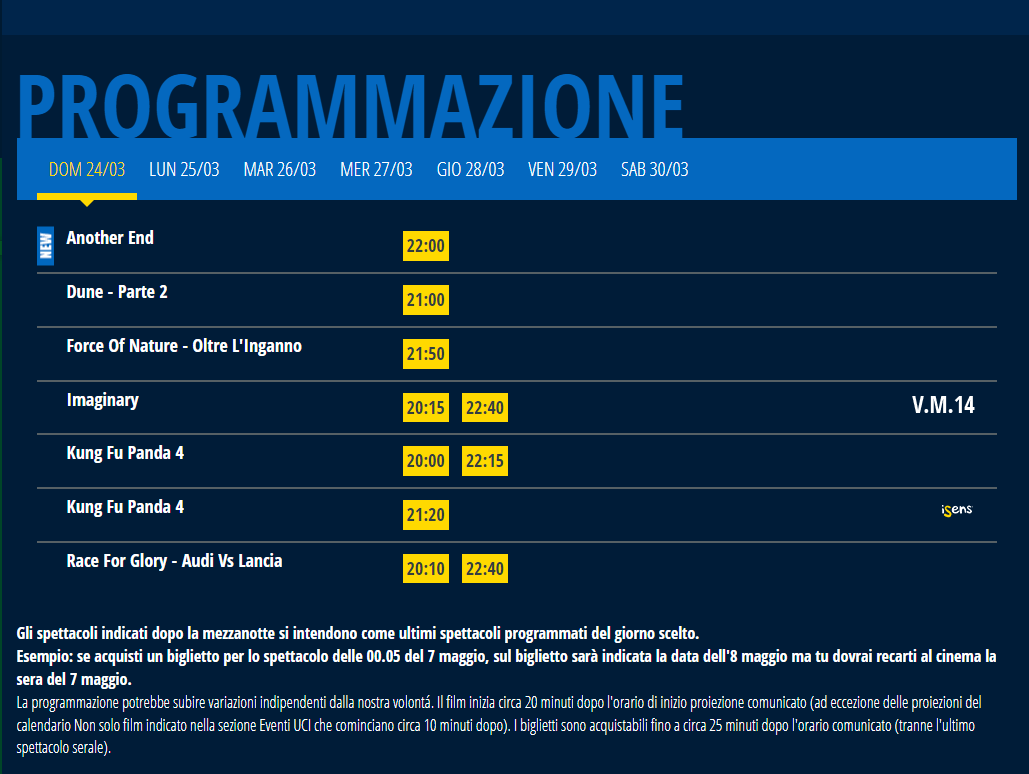 PROGRAMMAZIONE
DOM 24/03 LUN 25/03 MAR 26/03 MER 27/03 GIO 28/03 VEN 29/03 SAB 30/03
NEW Another End 22:00
Dune - Parte 2 21:00
Force Of Nature - Oltre L'Inganno 21:50
Imaginary 20:15 22:40 V.M.14
Kung Fu Panda 4 20:00 22:15
Kung Fu Panda 4 21:20 iSens
Race For Glory - Audi Vs Lancia 20:10 22:40
Gli spettacoli indicati dopo la mezzanotte si intendono come ultimi spettacoli programmati del giorno scelto.
Esempio: se acquisti un biglietto per lo spettacolo delle 00.05 del 7 maggio, sul biglietto sarà indicata la data dell'8 maggio ma tu dovrai recarti al cinema la
sera del 7 maggio.
La programmazione potrebbe subire variazioni indipendenti dalla nostra volontá. Il film inizia circa 20 minuti dopo l'orario di inizio proiezione comunicato (ad eccezione delle proiezioni del
calendario Non solo film indicato nella sezione Eventi UCI che cominciano circa 10 minuti dopo). I biglietti sono acquistabili fino a circa 25 minuti dopo l'orario comunicato (tranne l'ultimo
spettacolo serale).